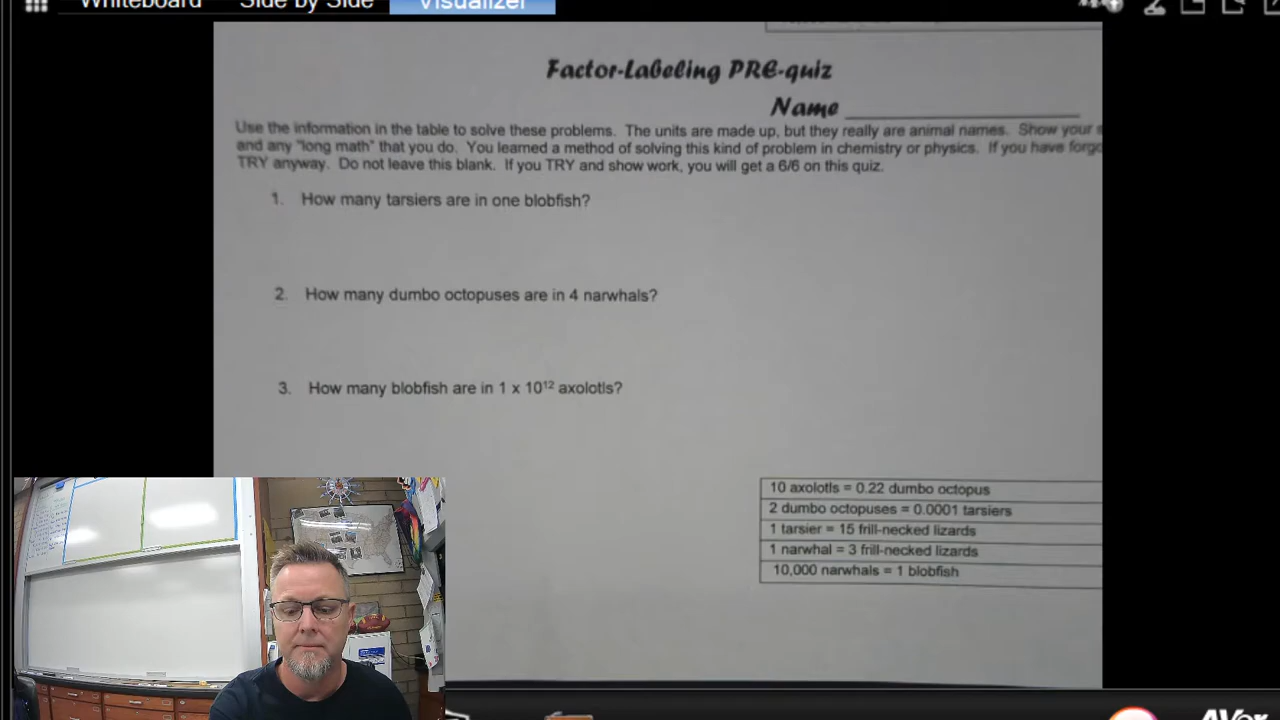 Whiteboard Side by Side Visualizer
Factor-Labeling PRE-quiz
Name
Use the information in the table to solve these problems. The units are made up, but they really are animal names. Show your
and any "long math" that you do. You learned a method of solving this kind of problem in chemistry or physics. If you have forgo
TRY anyway. Do not leave this blank. If you TRY and show work, you will get a 6/6 on this quiz.
1. How many tarsiers are in one blobfish?
2. How many dumbo octopuses are in 4 narwhals?
3. How many blobfish are in 1 x 10¹² axolotls?
10 axolotls = 0.22 dumbo octopus
2 dumbo octopuses = 0.0001 tarsiers
1 tarsier = 15 frill-necked lizards
1 narwhal = 3 frill-necked lizards
10,000 narwhals = 1 blobfish
AVer